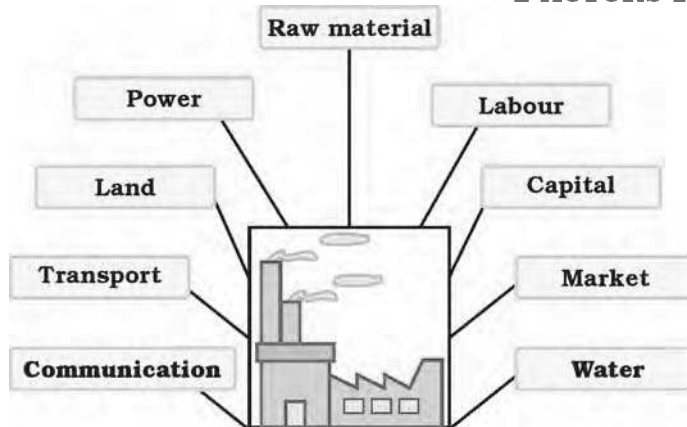 Raw material
Power
Labour
Land
Capital
Transport
Market
Communication
Water